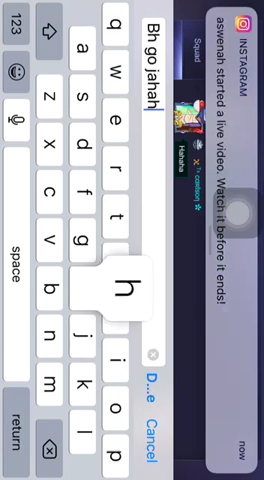 INSTAGRAM
now
aswenah started a live video. Watch it before it ends!
Squad
Hahaha
Bh go jahah
D...e
Cancel
q w e r t i o p
a s d f g h j k l
z x c v b n m
123
space
return